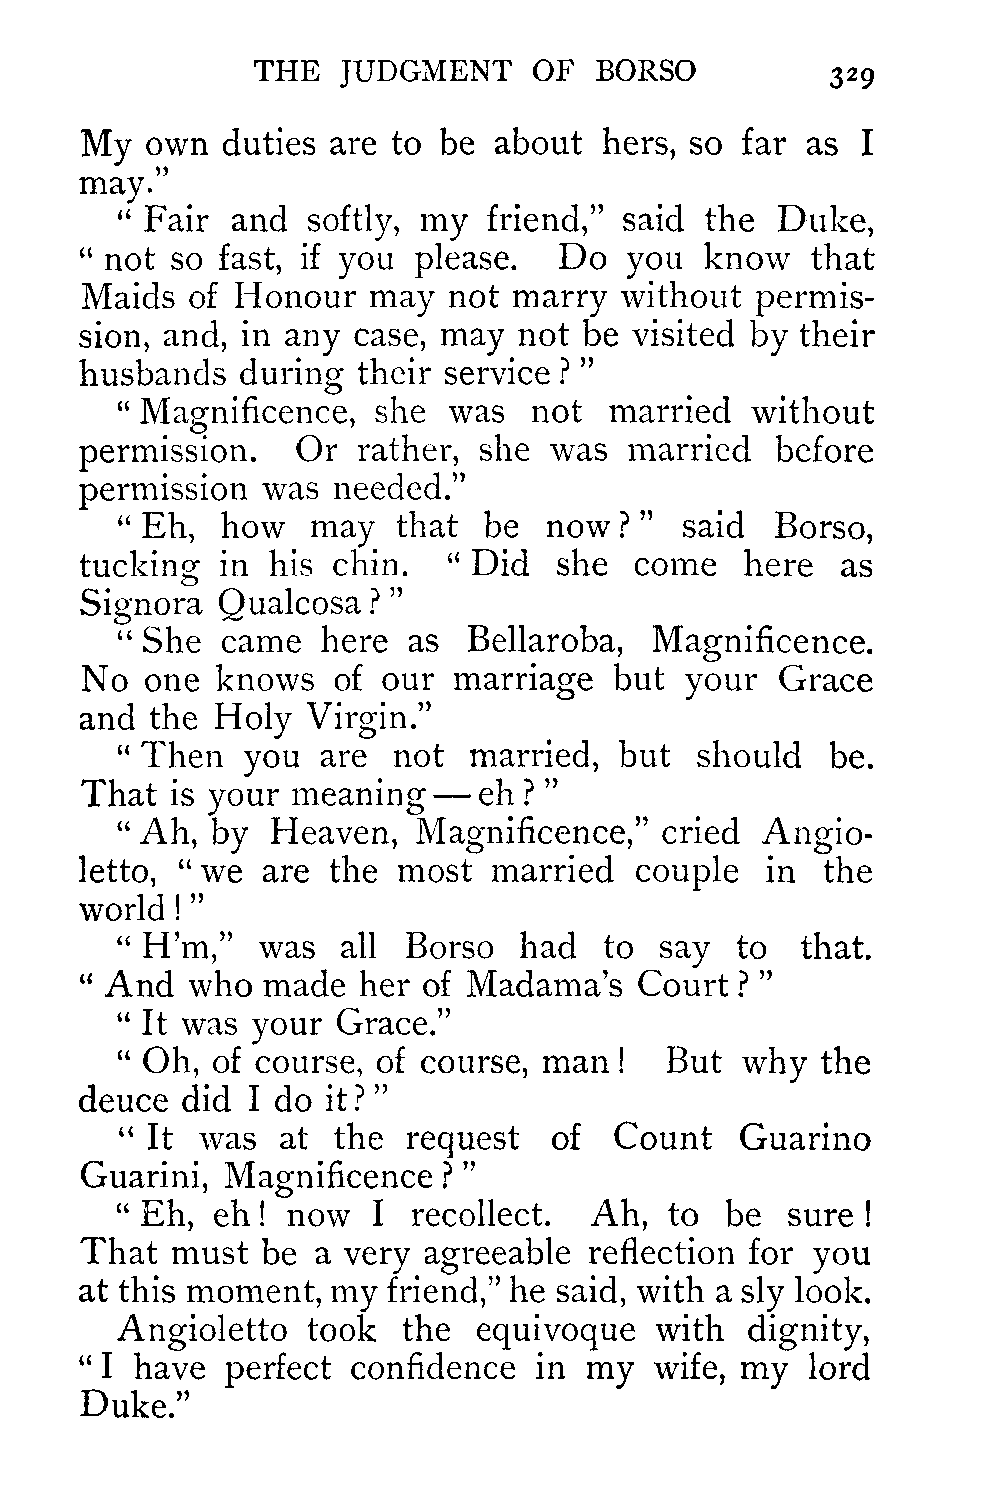 THE JUDGMENT OF BORSO 329
My own duties are to be about hers, so far as I
may.”
“ Fair and softly, my friend,” said the Duke,
“ not so fast, if you please. Do you know that
Maids of Honour may not marry without permis-
sion, and, in any case, may not be visited by their
husbands during their service ? ”
“ Magnificence, she was not married without
permission. Or rather, she was married before
permission was needed.”
“ Eh, how may that be now ? ” said Borso,
tucking in his chin. “ Did she come here as
Signora Qualcosa ? ”
“ She came here as Bellaroba, Magnificence.
No one knows of our marriage but your Grace
and the Holy Virgin.”
“ Then you are not married, but should be.
That is your meaning — eh ? ”
“ Ah, by Heaven, Magnificence,” cried Angio-
letto, “ we are the most married couple in the
world ! ”
“ H’m,” was all Borso had to say to that.
“ And who made her of Madama’s Court ? ”
“ It was your Grace.”
“ Oh, of course, of course, man ! But why the
deuce did I do it ? ”
“ It was at the request of Count Guarino
Guarini, Magnificence ? ”
“ Eh, eh ! now I recollect. Ah, to be sure !
That must be a very agreeable reflection for you
at this moment, my friend,” he said, with a sly look.
Angioletto took the equivoque with dignity,
“ I have perfect confidence in my wife, my lord
Duke.”